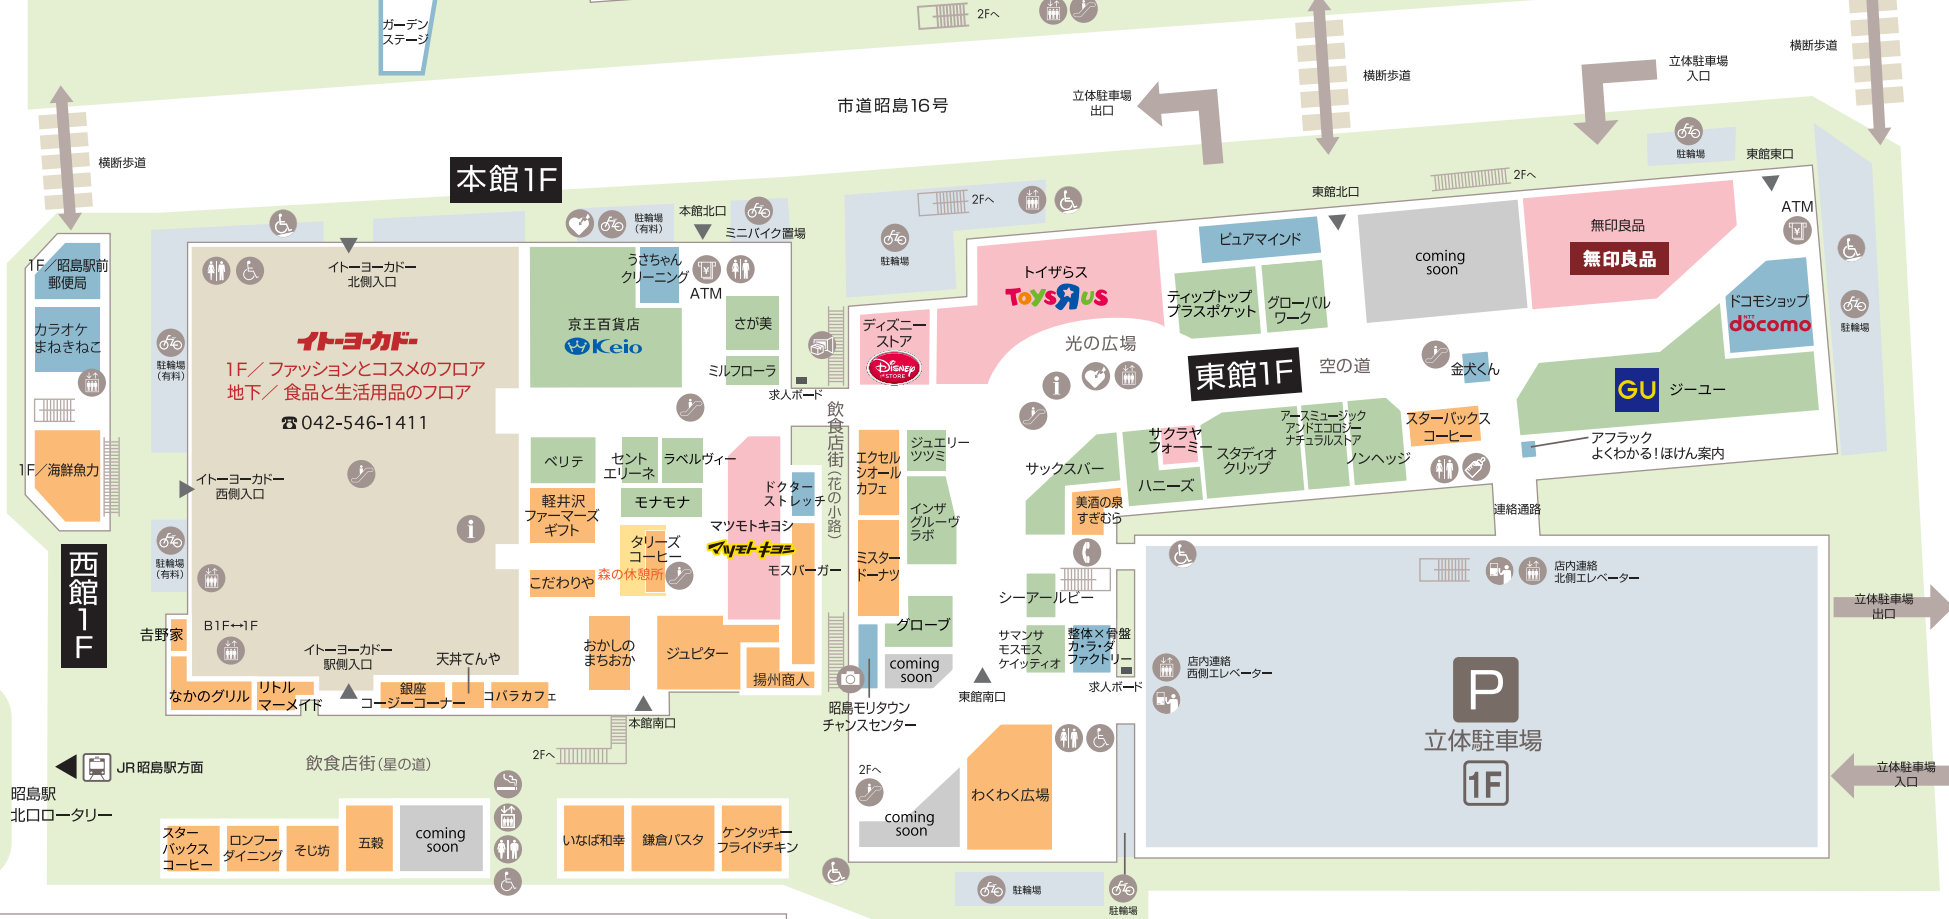 ガーデン
ステージ
2Fへ
横断歩道
横断歩道
横断歩道
立体駐車場
入口
立体駐車場
出口
市道昭島16号
本館1F
駐輪場
(有料)
本館北口
ミニバイク置場
2Fへ
駐輪場
東館北口
2Fへ
駐輪場
東館東口
ATM
1F／昭島駅前
郵便局
カラオケ
まねきねこ
1F／海鮮魚力
西館1F
駐輪場
(有料)
駐輪場
(有料)
イトーヨーカドー
北側入口
イトーヨーカドー
1F／ファッションとコスメのフロア
地下／食品と生活用品のフロア
☎042-546-1411
イトーヨーカドー
西側入口
B1F↔1F
イトーヨーカドー
駅側入口
吉野家
なかのグリル
リトル
マーメイド
銀座
コージーコーナー
天丼てんや
コバラカフェ
京王百貨店
Keio
うさちゃん
クリーニング
ATM
さが美
ミルフローラ
求人ボード
ベリテ
セント
エリーネ
ラベルヴィー
モナモナ
軽井沢
ファーマーズ
ギフト
タリーズ
コーヒー
森の休憩所
こだわりや
おかしの
まちおか
ジュピター
揚州商人
マツモトキヨシ
マツモトキヨシ
ドクター
ストレッチ
モスバーガー
本館南口
飲食店街(花の小路)
ディズニー
ストア
Disney
STORE
トイザらス
ToysRus
光の広場
ピュアマインド
ティップトップ
プラスポケット
グローバル
ワーク
東館1F
空の道
coming
soon
無印良品
無印良品
ドコモショップ
NTT
docomo
駐輪場
金犬くん
GU
ジーユー
スターバックス
コーヒー
アフラック
よくわかる！ほけん案内
エクセル
シオール
カフェ
ジュエリー
ツツミ
インザ
グルーヴ
ラボ
ミスター
ドーナツ
グローブ
coming
soon
昭島モリタウン
チャンスセンター
サックスバー
美酒の泉
すぎむら
ハニーズ
サクラヤ
フォーミー
スタディオ
クリップ
アースミュージック
アンドエコロジー
ナチュラルストア
ノンヘッジ
連絡通路
シーアールビー
サマンサ
モスモス
ケイッティオ
整体×骨盤
カ・ラ・ダ
ファクトリー
求人ボード
東館南口
店内連絡
北側エレベーター
店内連絡
西側エレベーター
P
立体駐車場
1F
立体駐車場
出口
立体駐車場
入口
2Fへ
coming
soon
わくわく広場
駐輪場
駐輪場
JR昭島駅方面
昭島駅
北口ロータリー
飲食店街(星の道)
2Fへ
スター
バックス
コーヒー
ロンフー
ダイニング
そじ坊
五穀
coming
soon
いなば和幸
鎌倉パスタ
ケンタッキー
フライドチキン